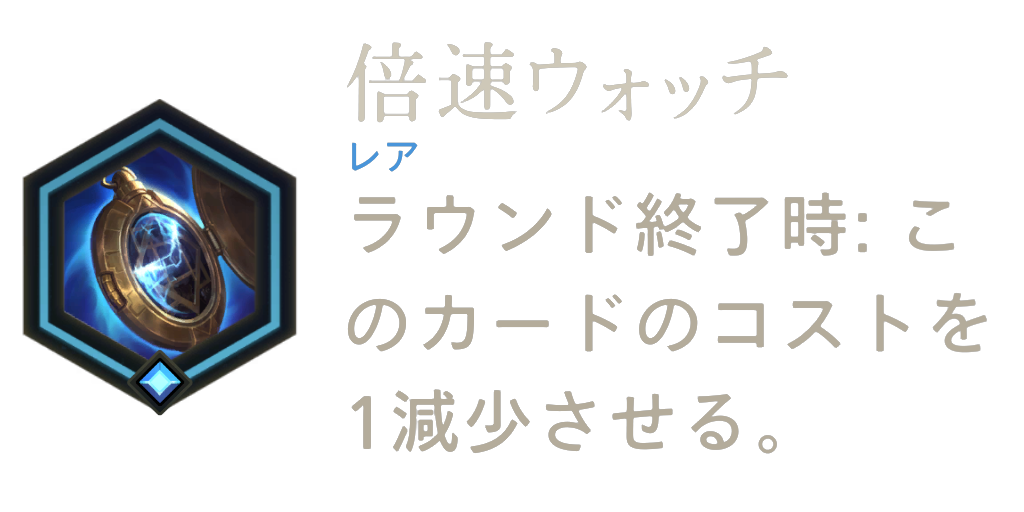 倍速ウォッチ
レア
ラウンド終了時: こ
のカードのコストを
1減少させる。